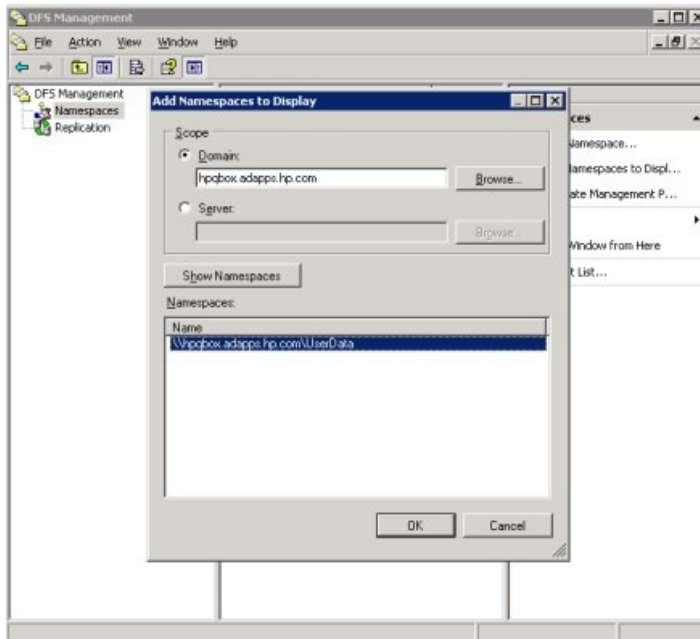 DFS Management
File Action View Window Help
DFS Management
Namespaces
Replication
Add Namespaces to Display
Scope
Domain:
hpqbox.adapps.hp.com
Browse...
Server:
Browse...
Show Namespaces
Namespaces:
Name
\\hpqbox.adapps.hp.com\UserData
OK
Cancel
ces
Namespace...
amespaces to Displ...
ate Management P...
Window from Here
t List...